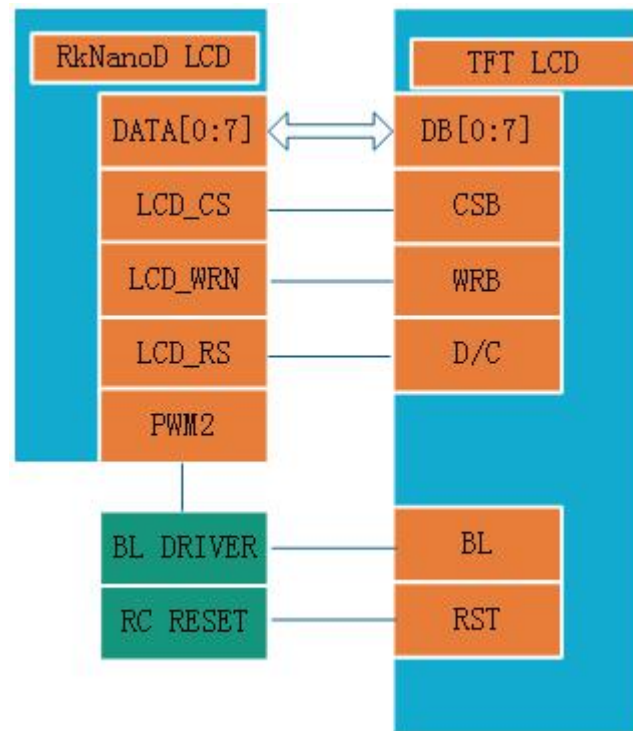 RkNanoD LCD
TFT LCD
DATA[0:7]
DB[0:7]
LCD_CS
CSB
LCD_WRN
WRB
LCD_RS
D/C
PWM2
BL DRIVER
BL
RC RESET
RST